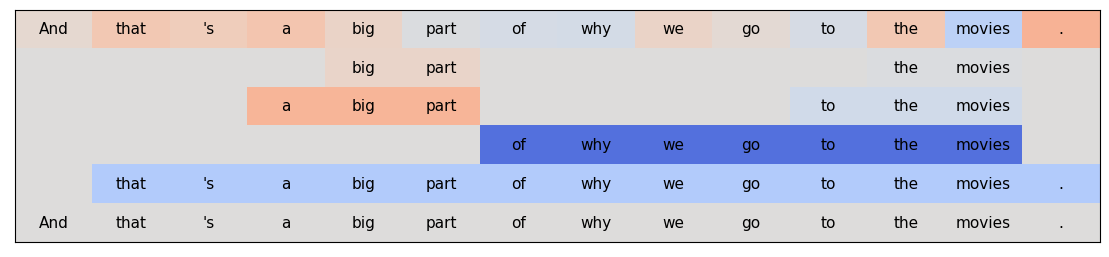 And that 's a big part of why we go to the movies .
big part the movies
a big part to the movies
of why we go to the movies
that 's a big part of why we go to the movies .
And that 's a big part of why we go to the movies .